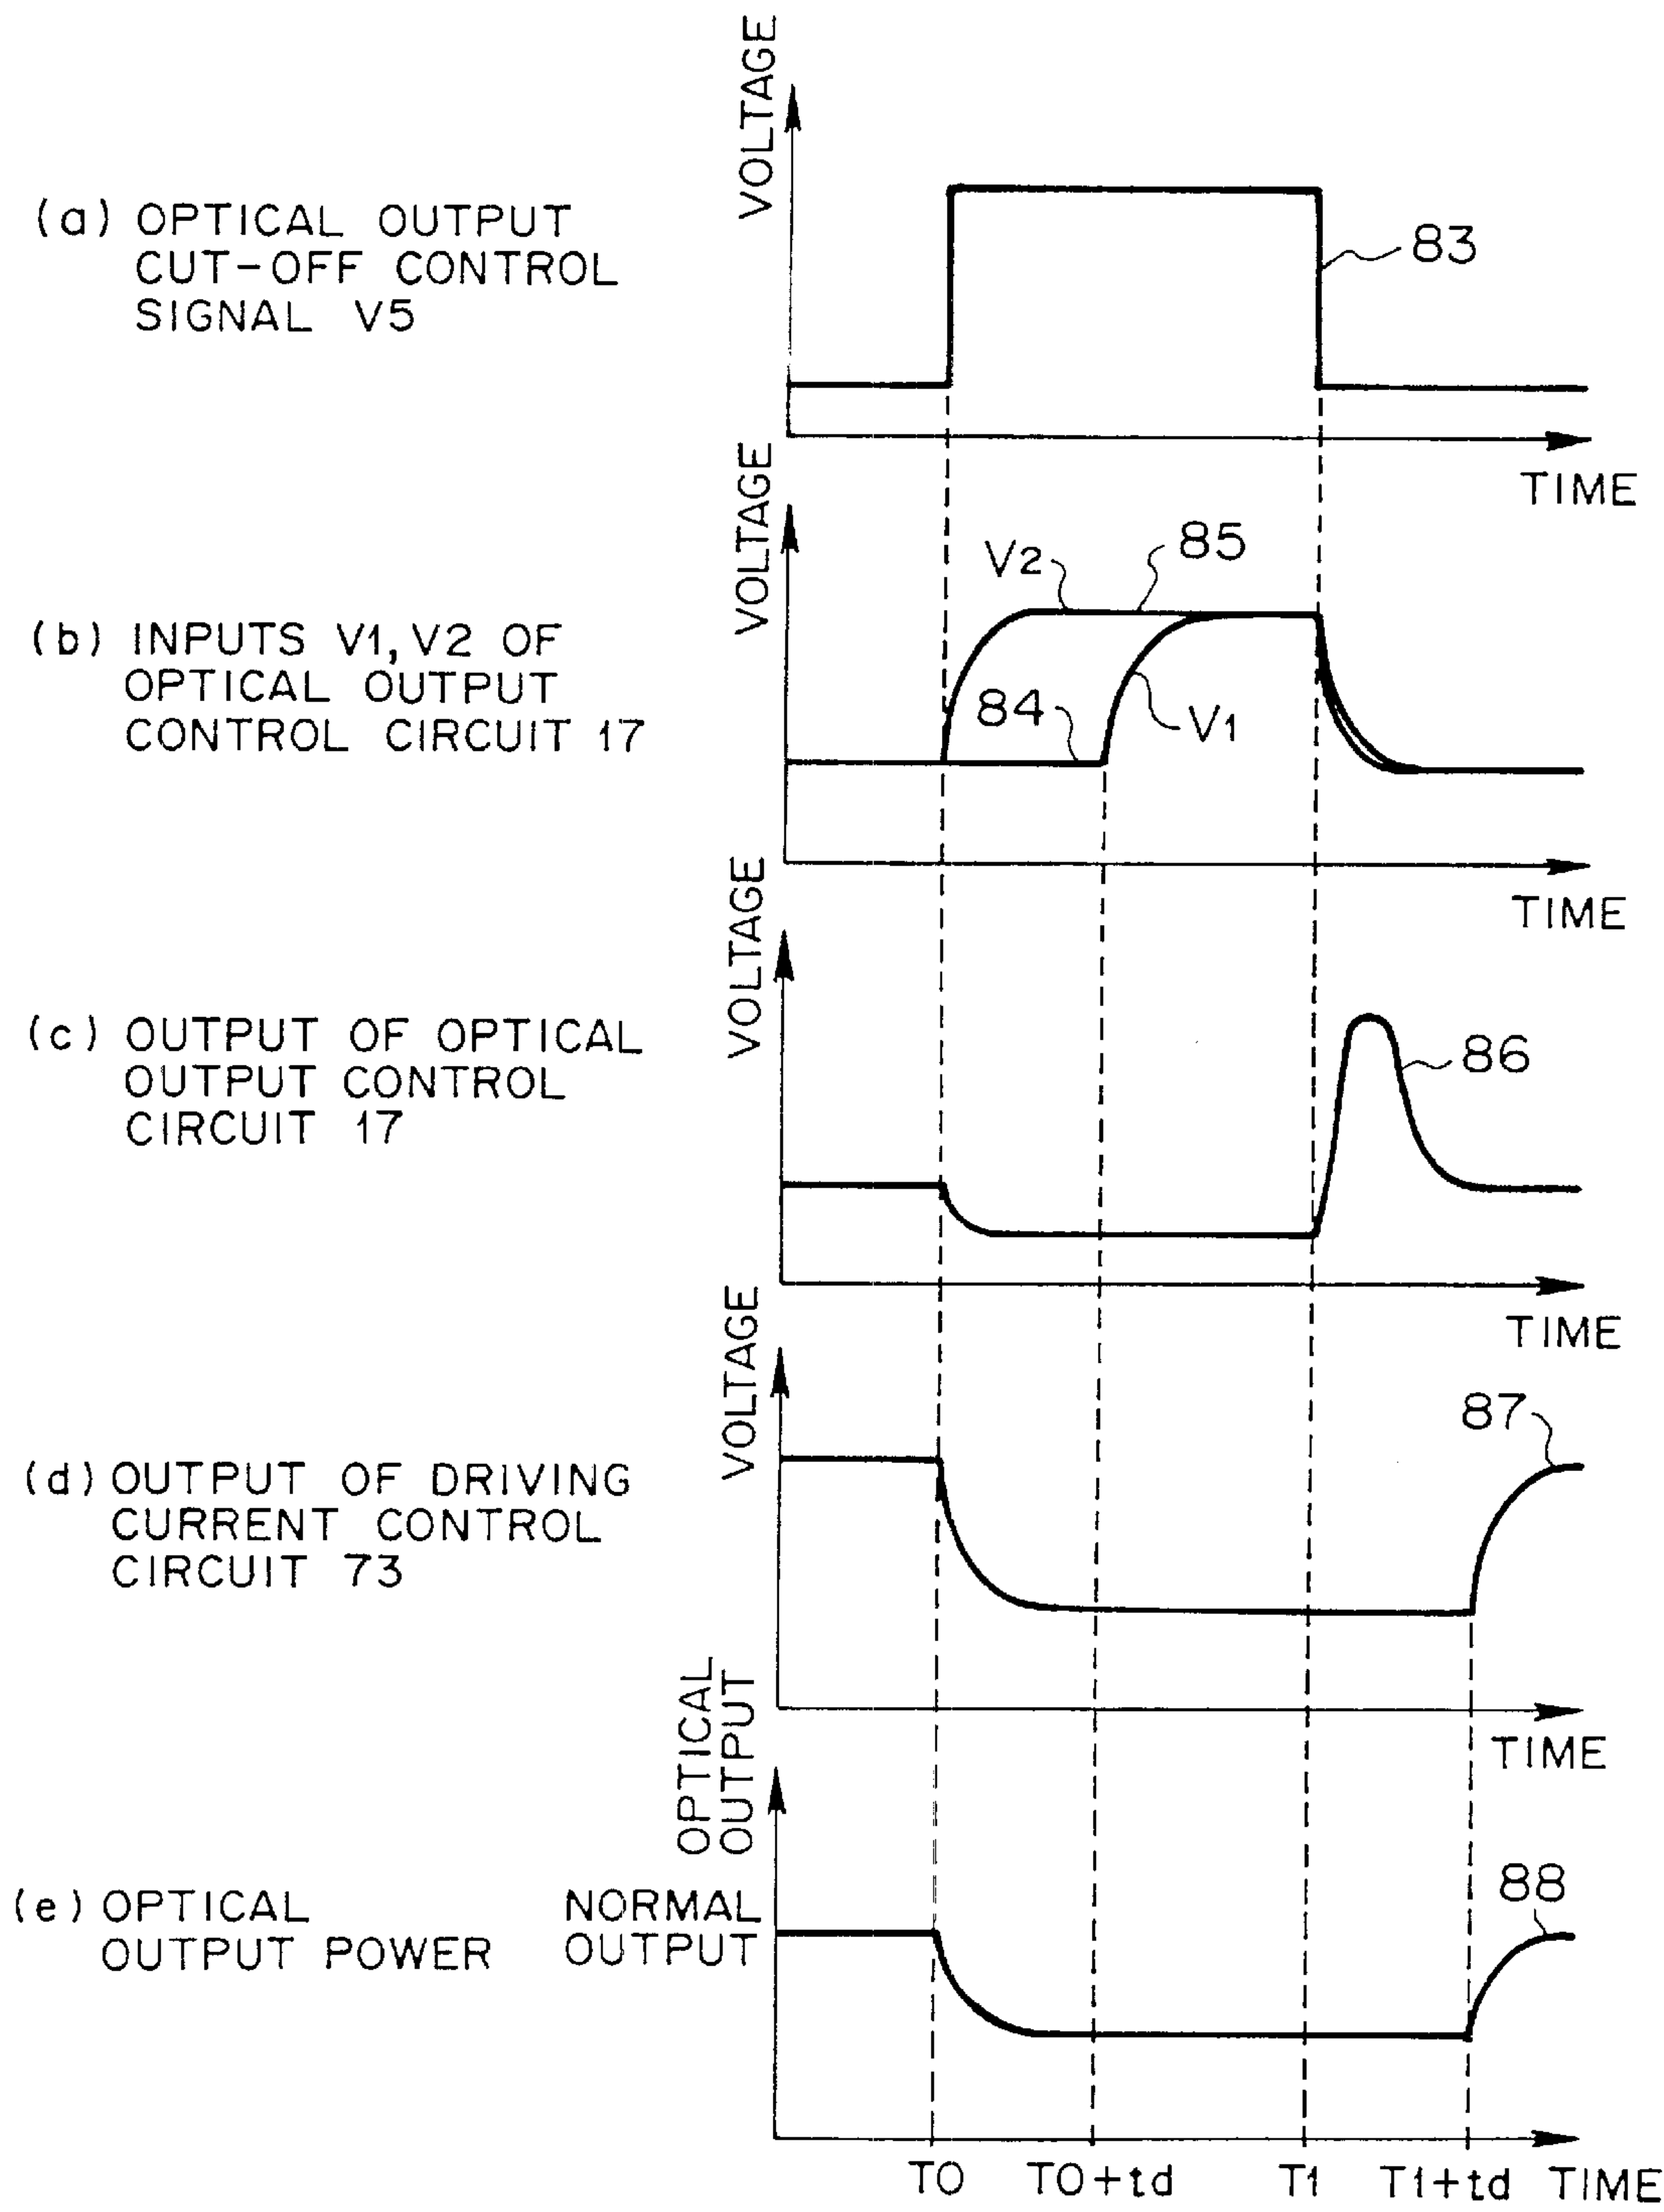 VOLTAGE
(a) OPTICAL OUTPUT
CUT-OFF CONTROL
SIGNAL V5
83
TIME
VOLTAGE
V2
85
(b) INPUTS V1, V2 OF
OPTICAL OUTPUT
CONTROL CIRCUIT 17
84
V1
TIME
VOLTAGE
(c) OUTPUT OF OPTICAL
OUTPUT CONTROL
CIRCUIT 17
86
TIME
VOLTAGE
87
(d) OUTPUT OF DRIVING
CURRENT CONTROL
CIRCUIT 73
TIME
OPTICAL
OUTPUT
88
(e) OPTICAL
OUTPUT POWER
NORMAL
OUTPUT
T0
T0+td
T1
T1+td
TIME